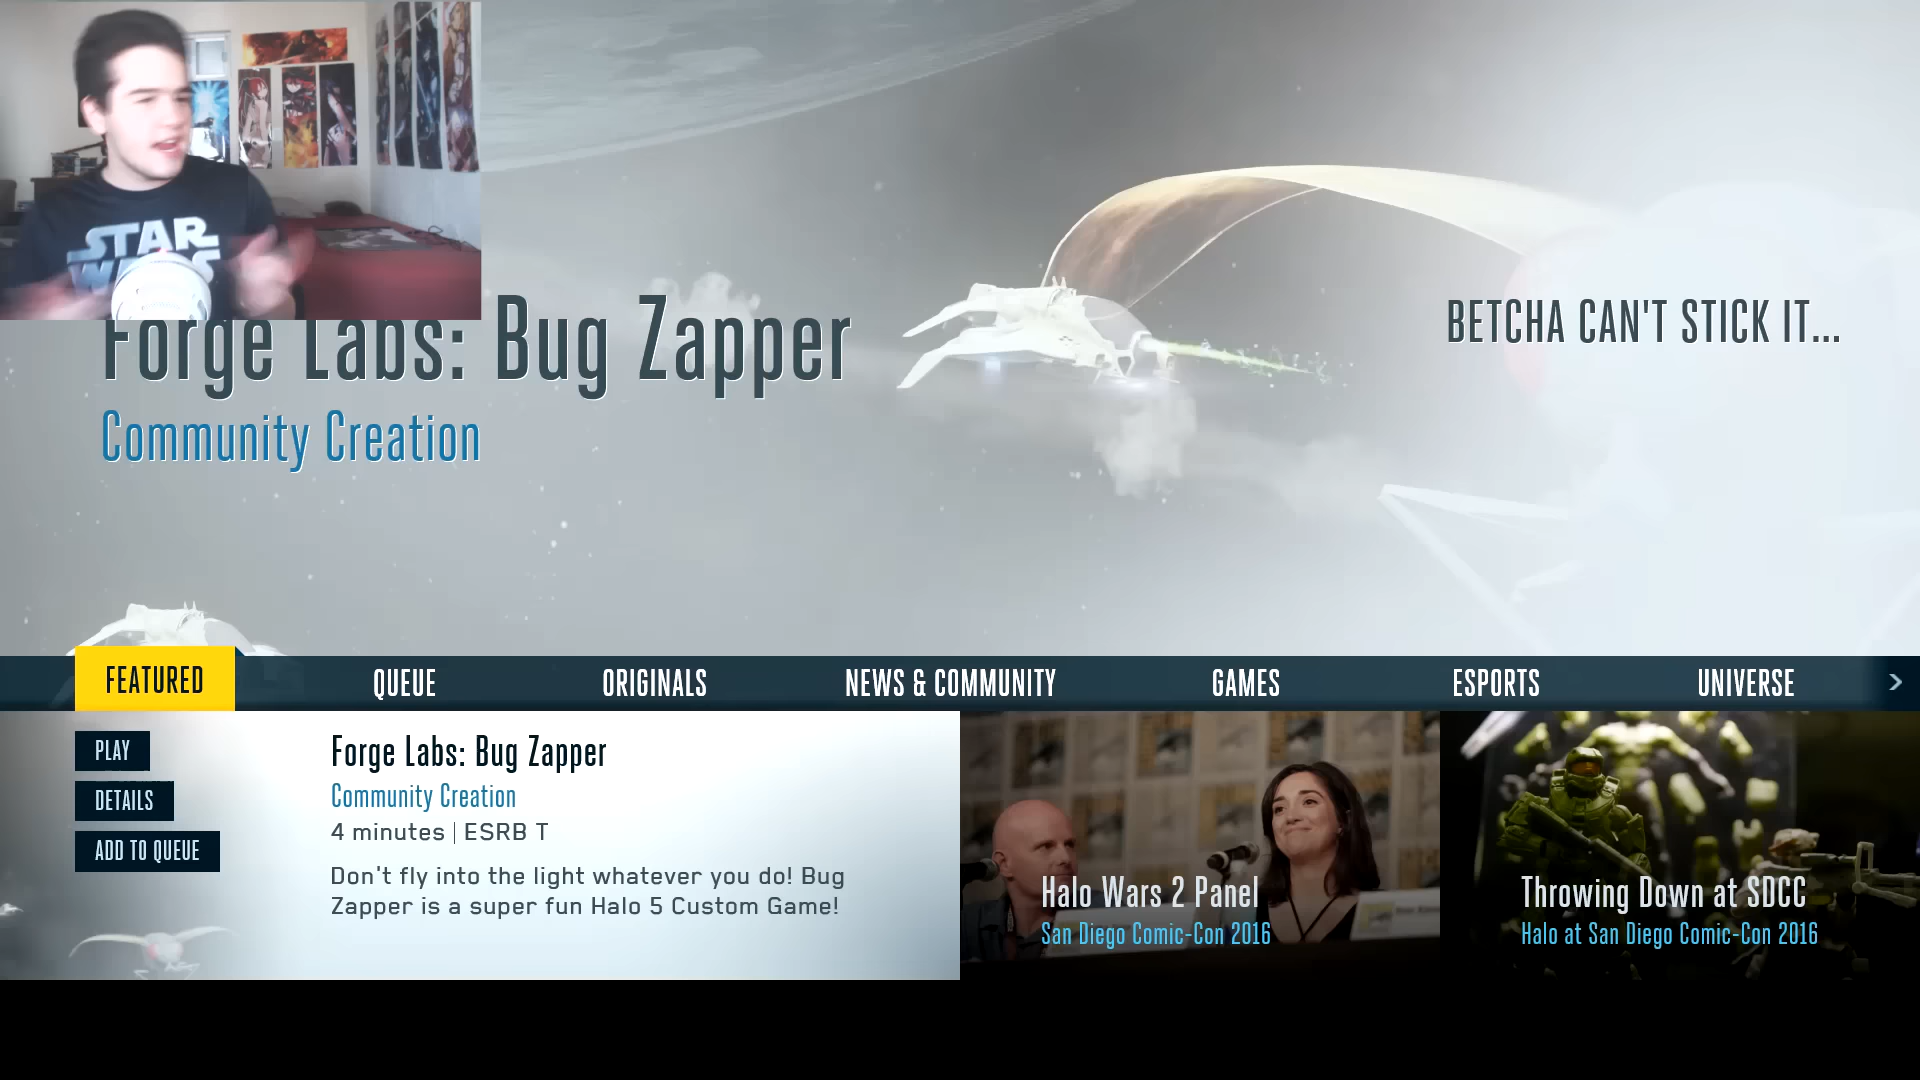 STAR
WARS
Forge Labs: Bug Zapper
Community Creation
BETCHA CAN'T STICK IT...
FEATURED
QUEUE
ORIGINALS
NEWS & COMMUNITY
GAMES
ESPORTS
UNIVERSE
PLAY
DETAILS
ADD TO QUEUE
Forge Labs: Bug Zapper
Community Creation
4 minutes | ESRB T
Don't fly into the light whatever you do! Bug
Zapper is a super fun Halo 5 Custom Game!
Halo Wars 2 Panel
San Diego Comic-Con 2016
Throwing Down at SDCC
Halo at San Diego Comic-Con 2016